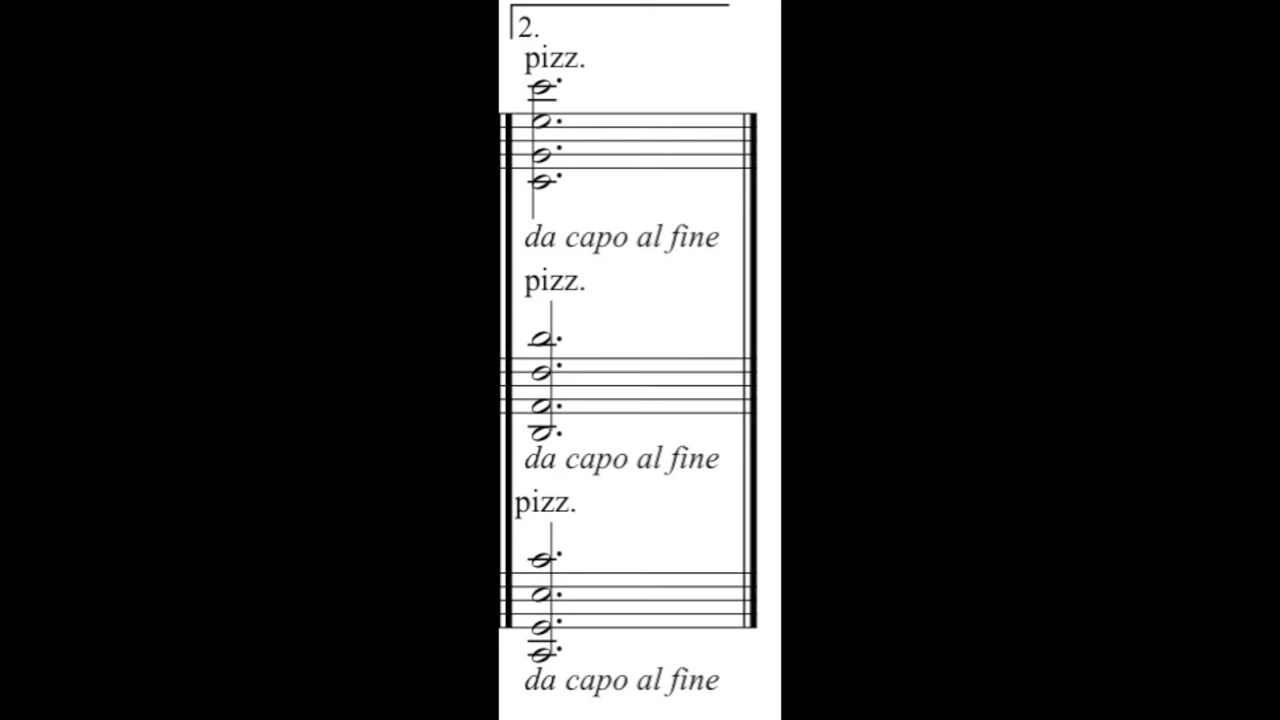 2.
pizz.
da capo al fine
pizz.
da capo al fine
pizz.
da capo al fine